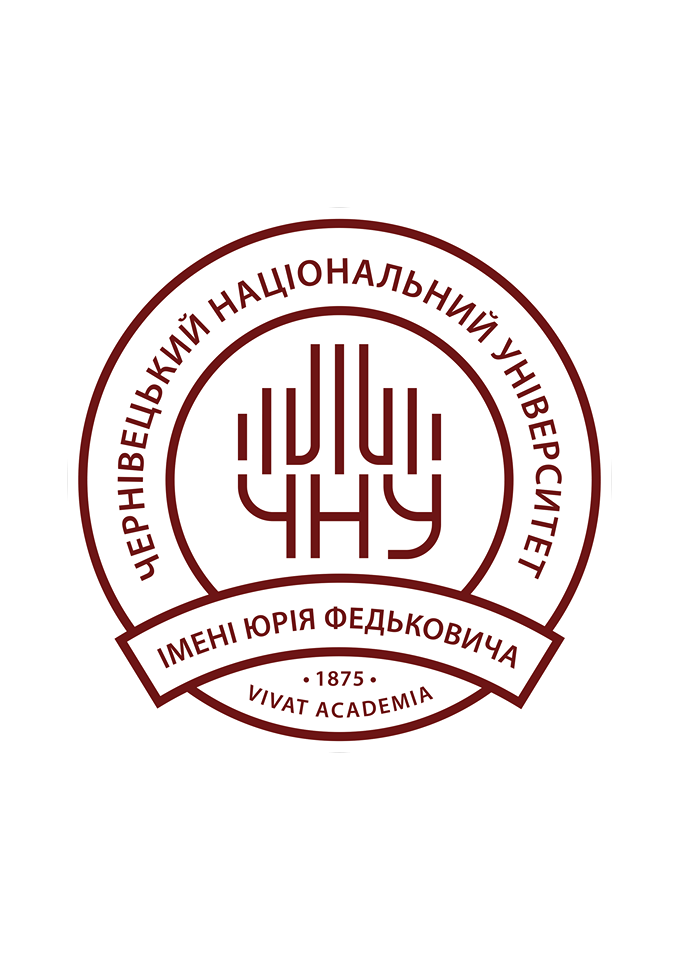 ЧЕРНІВЕЦЬКИЙ НАЦІОНАЛЬНИЙ УНІВЕРСИТЕТ
ЧНУ
ІМЕНІ ЮРІЯ ФЕДЬКОВИЧА
• 1875 •
VIVAT ACADEMIA